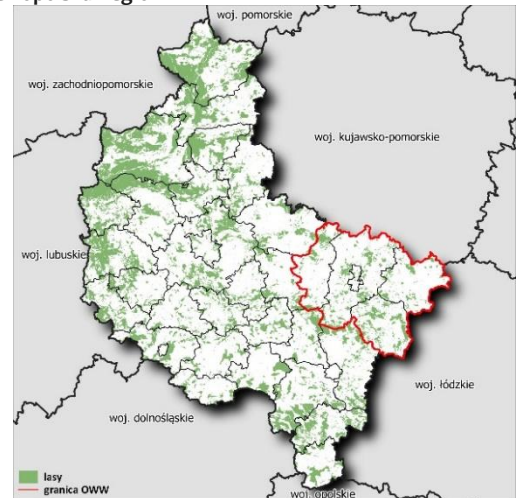 woj. pomorskie
woj. zachodniopomorskie
woj. kujawsko-pomorskie
woj. lubuskie
woj. łódzkie
woj. dolnośląskie
lasy
granica OWW
woj. opolskie